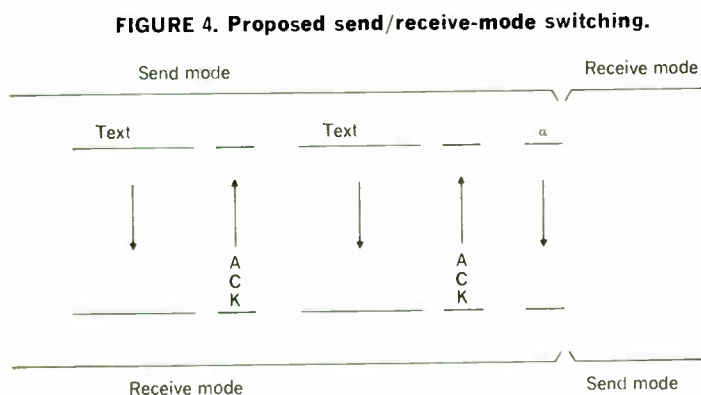 FIGURE 4. Proposed send/receive-mode switching.
Send mode
Receive mode
Text
Text
α
A
C
K
A
C
K
Receive mode
Send mode